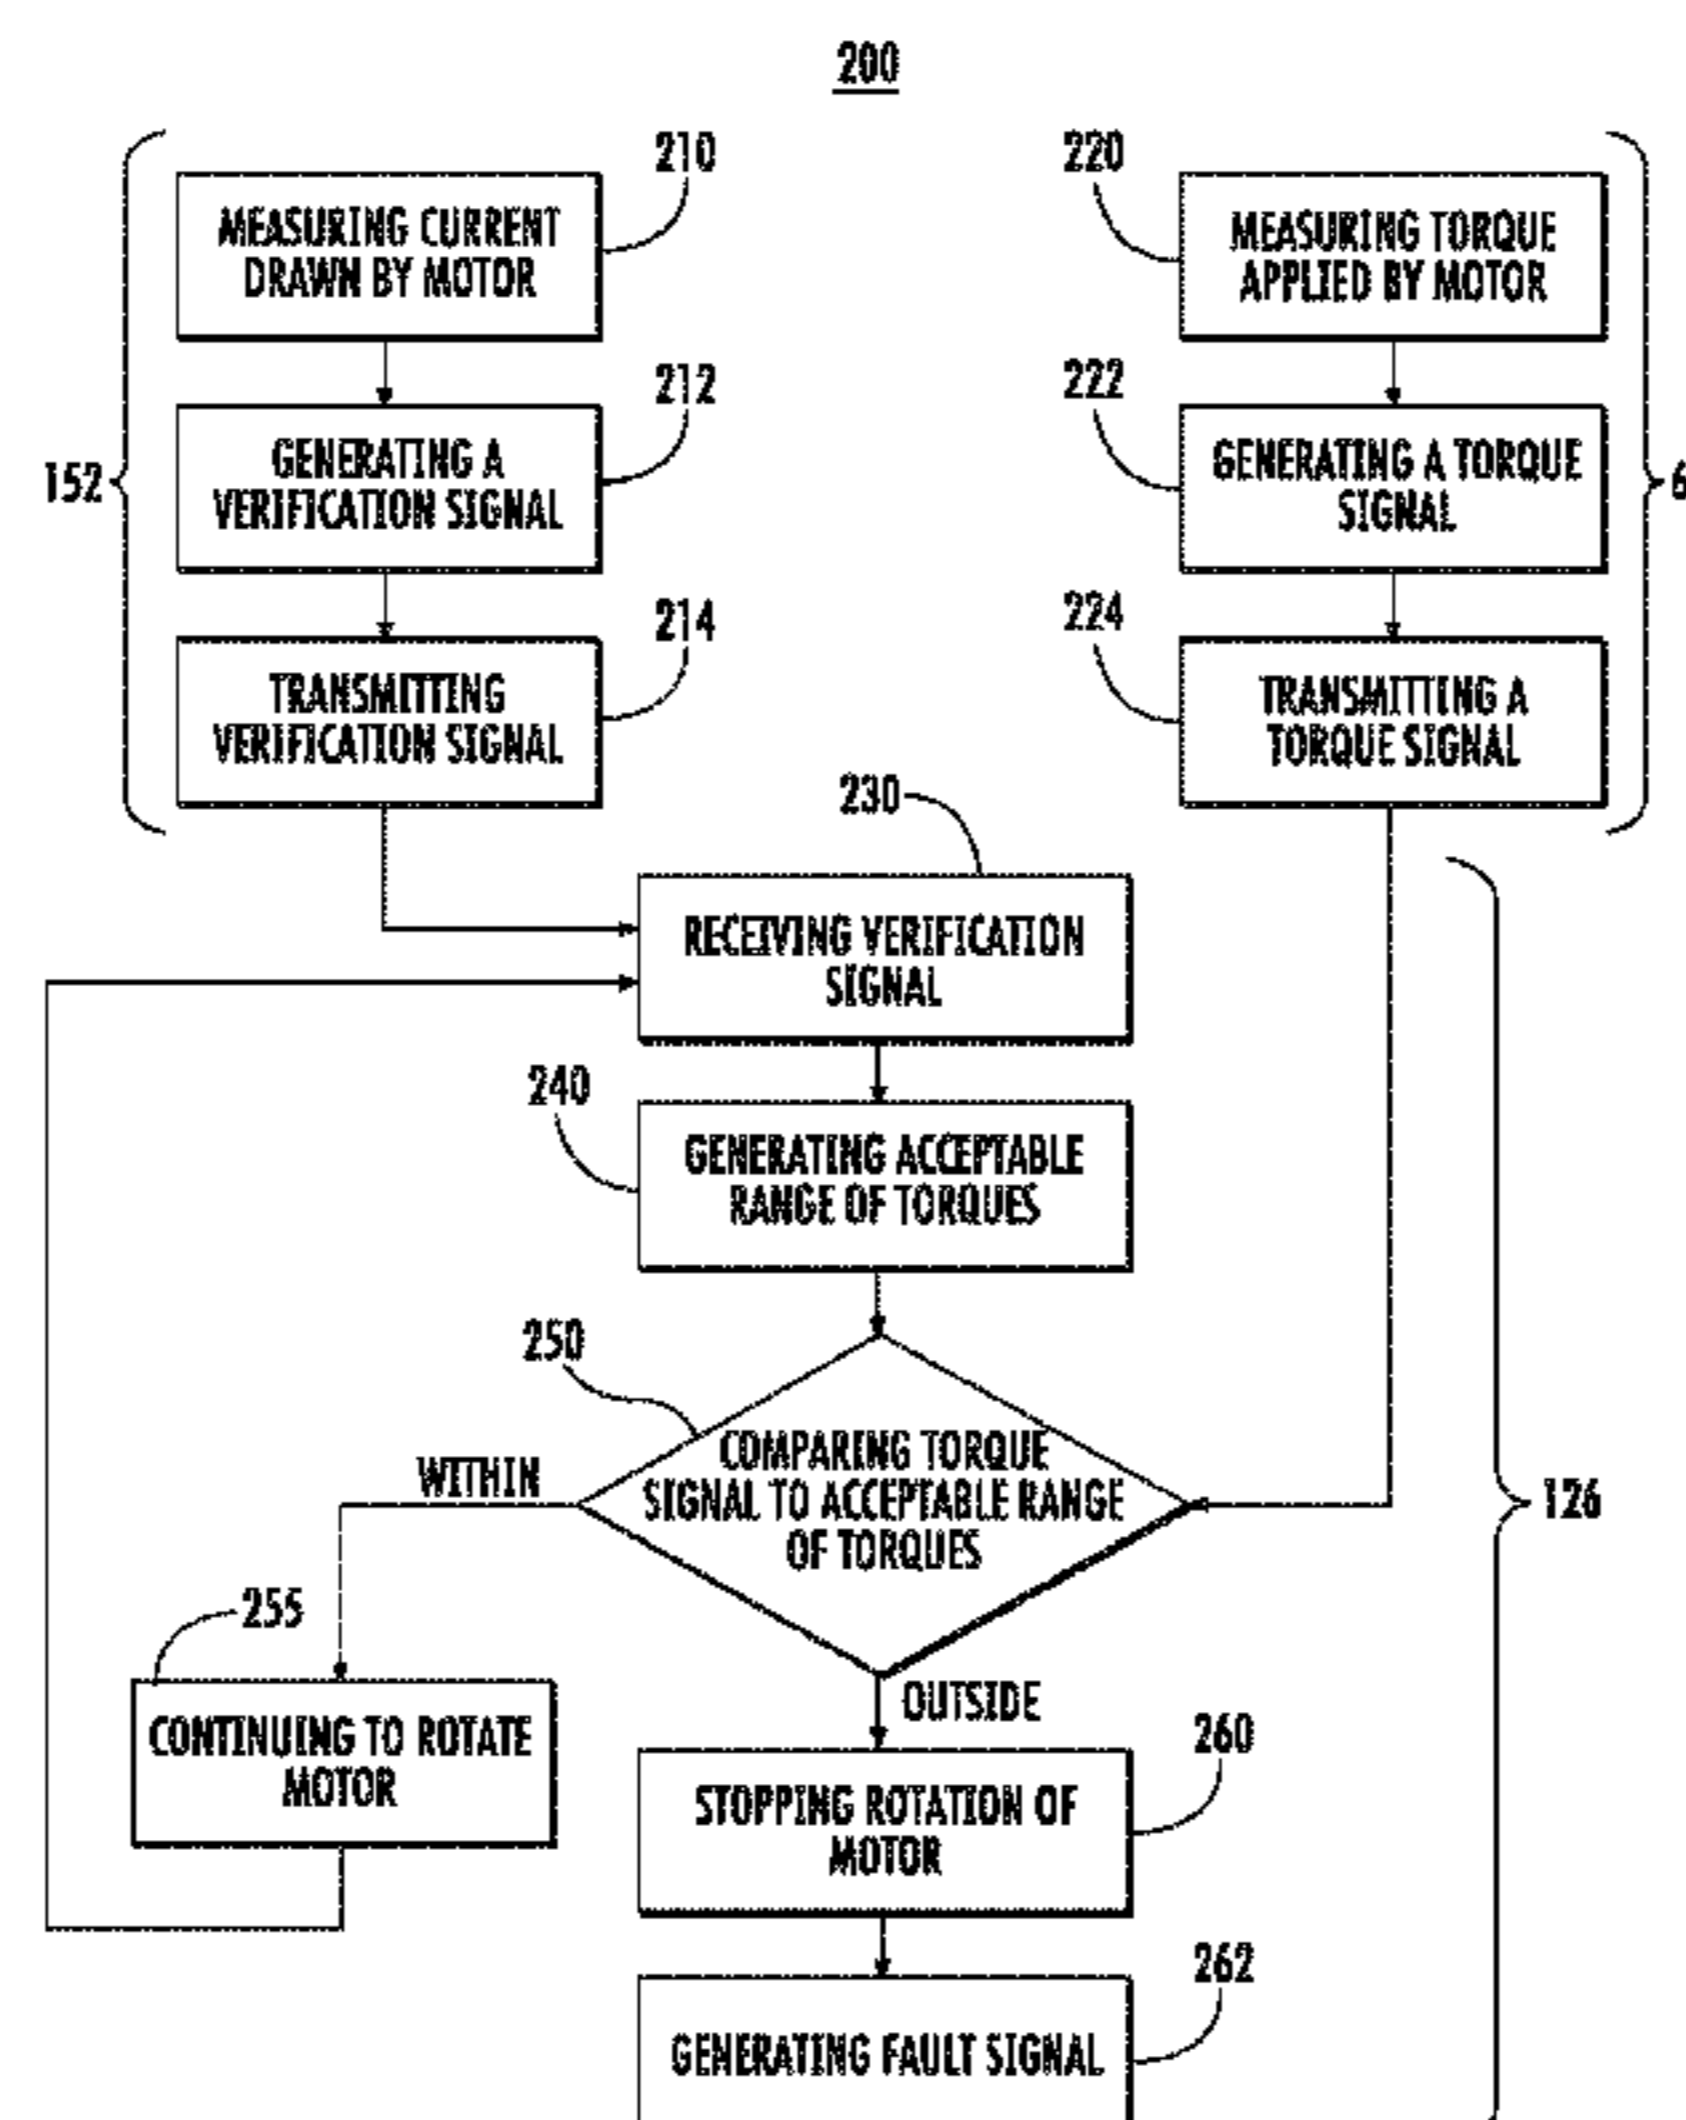 200
210
MEASURING CURRENT
DRAWN BY MOTOR
220
MEASURING TORQUE
APPLIED BY MOTOR
212
GENERATING A
VERIFICATION SIGNAL
222
GENERATING A TORQUE
SIGNAL
152
6
214
TRANSMITTING
VERIFICATION SIGNAL
224
TRANSMITTING A
TORQUE SIGNAL
230
RECEIVING VERIFICATION
SIGNAL
240
GENERATING ACCEPTABLE
RANGE OF TORQUES
250
COMPARING TORQUE
SIGNAL TO ACCEPTABLE RANGE
OF TORQUES
WITHIN
126
255
CONTINUING TO ROTATE
MOTOR
OUTSIDE
260
STOPPING ROTATION OF
MOTOR
262
GENERATING FAULT SIGNAL